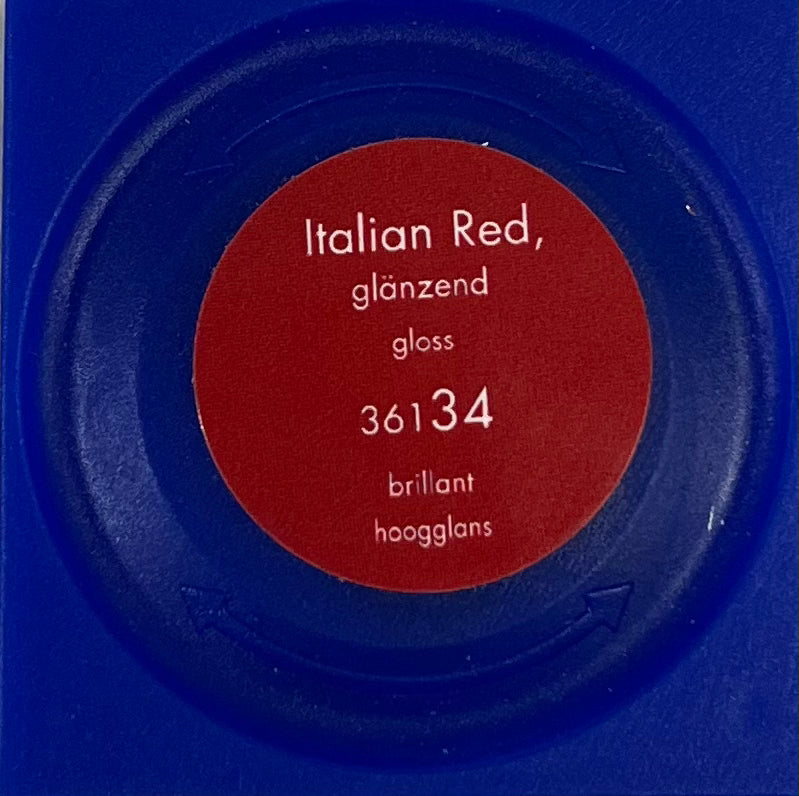 Italian Red,
glänzend
gloss
36134
brillant
hoogglans